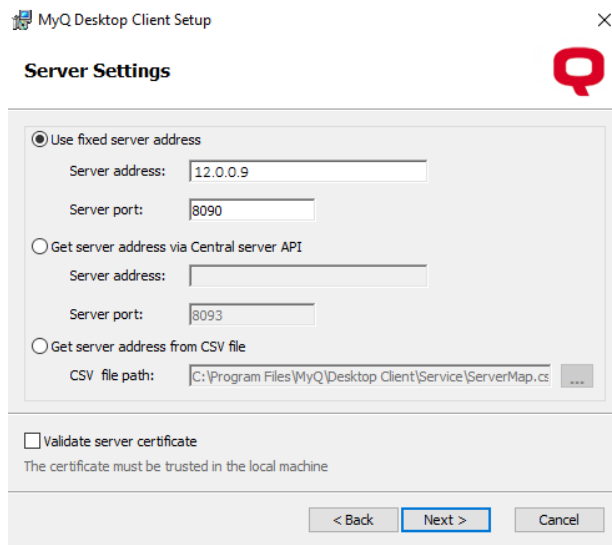 MyQ Desktop Client Setup
Server Settings
Use fixed server address
Server address: 12.0.0.9
Server port: 8090
Get server address via Central server API
Server address:
Server port: 8093
Get server address from CSV file
CSV file path: C:\Program Files\MyQ\Desktop Client\Service\ServerMap.cs ...
Validate server certificate
The certificate must be trusted in the local machine
< Back Next > Cancel